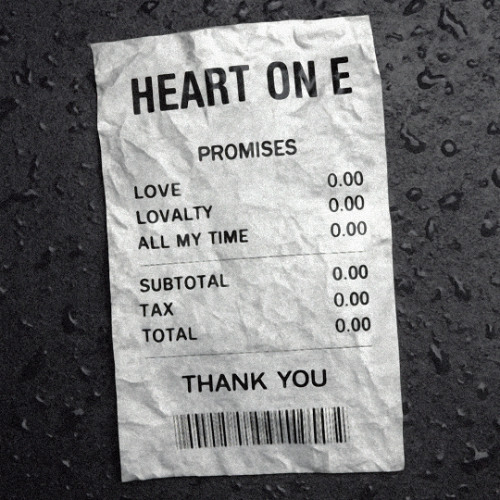 HEART ON E
PROMISES
LOVE 0.00
LOVALTY 0.00
ALL MY TIME 0.00
SUBTOTAL 0.00
TAX 0.00
TOTAL 0.00
THANK YOU